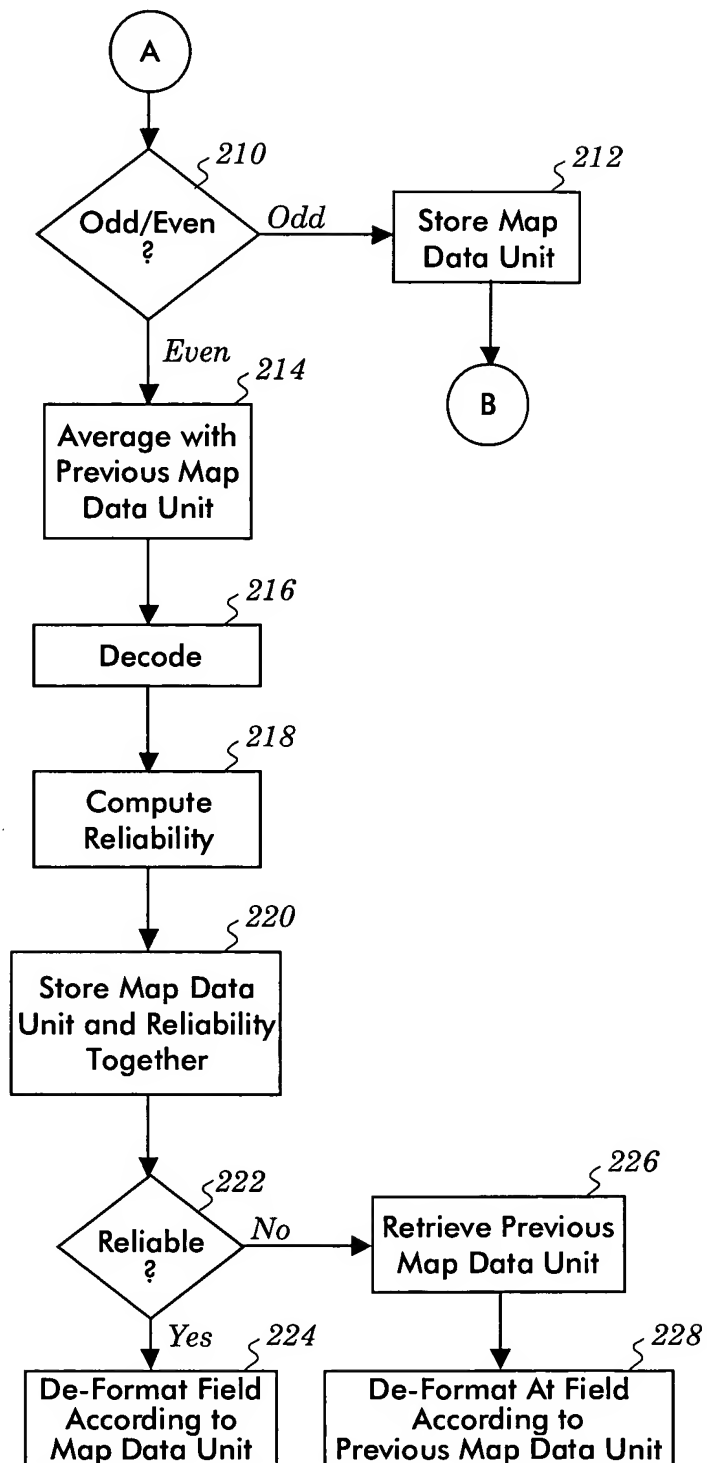 A
210
Odd/Even
?
Odd
212
Store Map
Data Unit
B
Even
214
Average with
Previous Map
Data Unit
216
Decode
218
Compute
Reliability
220
Store Map Data
Unit and Reliability
Together
222
Reliable
?
No
226
Retrieve Previous
Map Data Unit
Yes
224
De-Format Field
According to
Map Data Unit
228
De-Format At Field
According to
Previous Map Data Unit